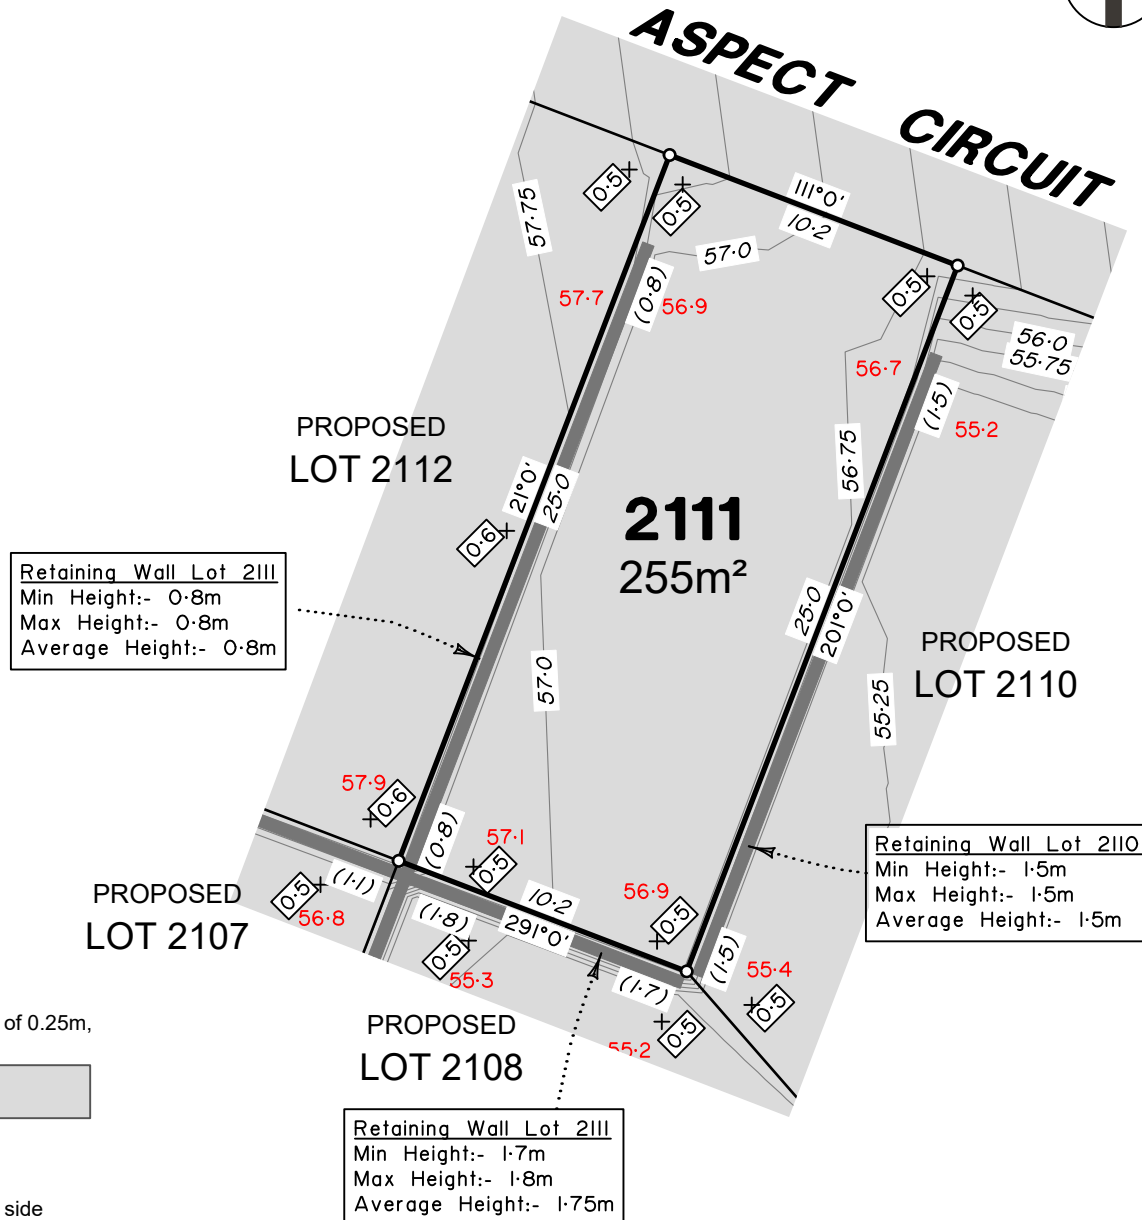 ASPECT CIRCUIT
111°0'
10·2
0·5
0·5
57·75
57·0
57·7
(0·8)
56·9
0·5
0·5
56·0
55·75
56·7
(1·5)
55·2
PROPOSED
LOT 2112
56·75
21°0'
25·0
2111
255m²
0·6
Retaining Wall Lot 2111
Min Height:- 0·8m
Max Height:- 0·8m
Average Height:- 0·8m
25·0
201°0'
PROPOSED
LOT 2110
57·0
55·25
57·9
0·6
(0·8)
57·1
0·5
Retaining Wall Lot 2110
Min Height:- 1·5m
Max Height:- 1·5m
Average Height:- 1·5m
PROPOSED
LOT 2107
(1·1)
0·5
56·8
(1·8)
10·2
291°0'
56·9
0·5
0·5
55·3
(1·5)
55·4
(1·7)
0·5
0·5
55·2
PROPOSED
LOT 2108
of 0.25m,
Retaining Wall Lot 2111
Min Height:- 1·7m
Max Height:- 1·8m
Average Height:- 1·75m
side